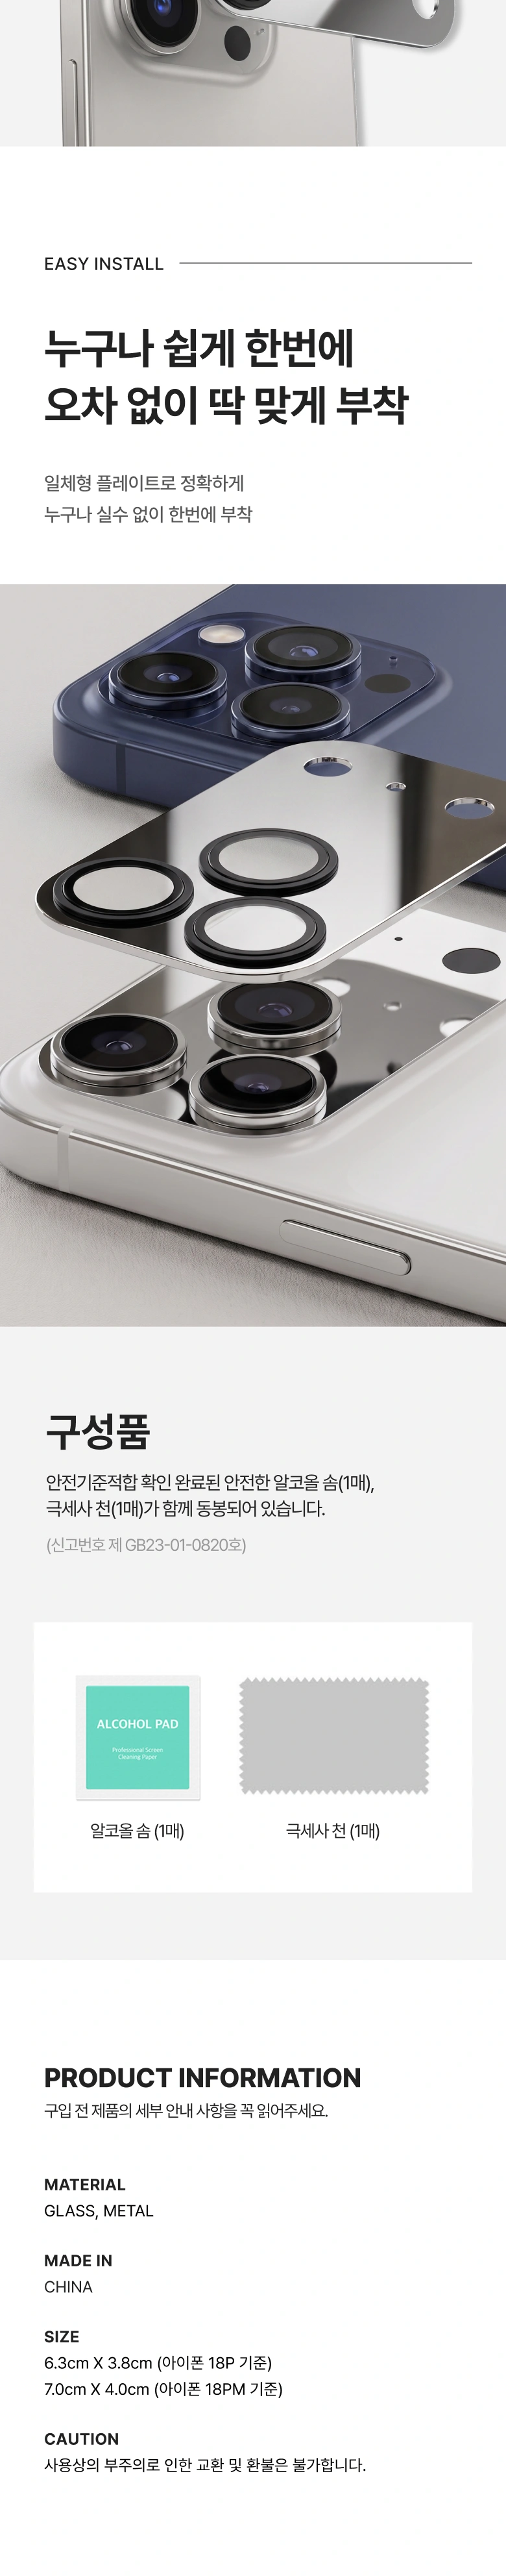 EASY INSTALL
누구나 쉽게 한번에
오차 없이 딱 맞게 부착
일체형 플레이트로 정확하게
누구나 실수 없이 한번에 부착
구성품
안전기준적합 확인 완료된 안전한 알코올 솜(1매),
극세사 천(1매)가 함께 동봉되어 있습니다.
(신고번호 제 GB23-01-0820호)
ALCOHOL PAD
Professional Screen
Cleaning Paper
알코올 솜 (1매)
극세사 천 (1매)
PRODUCT INFORMATION
구입 전 제품의 세부 안내 사항을 꼭 읽어주세요.
MATERIAL
GLASS, METAL
MADE IN
CHINA
SIZE
6.3cm X 3.8cm (아이폰 18P 기준)
7.0cm X 4.0cm (아이폰 18PM 기준)
CAUTION
사용상의 부주의로 인한 교환 및 환불은 불가합니다.